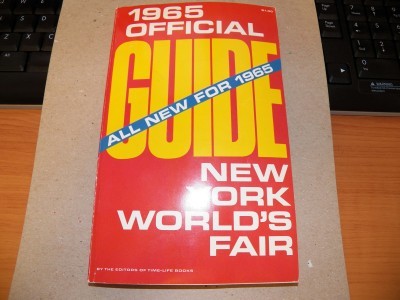 1965
OFFICIAL
GUIDE
ALL NEW FOR 1965
NEW
YORK
WORLD'S
FAIR
BY THE EDITORS OF TIME-LIFE BOOKS